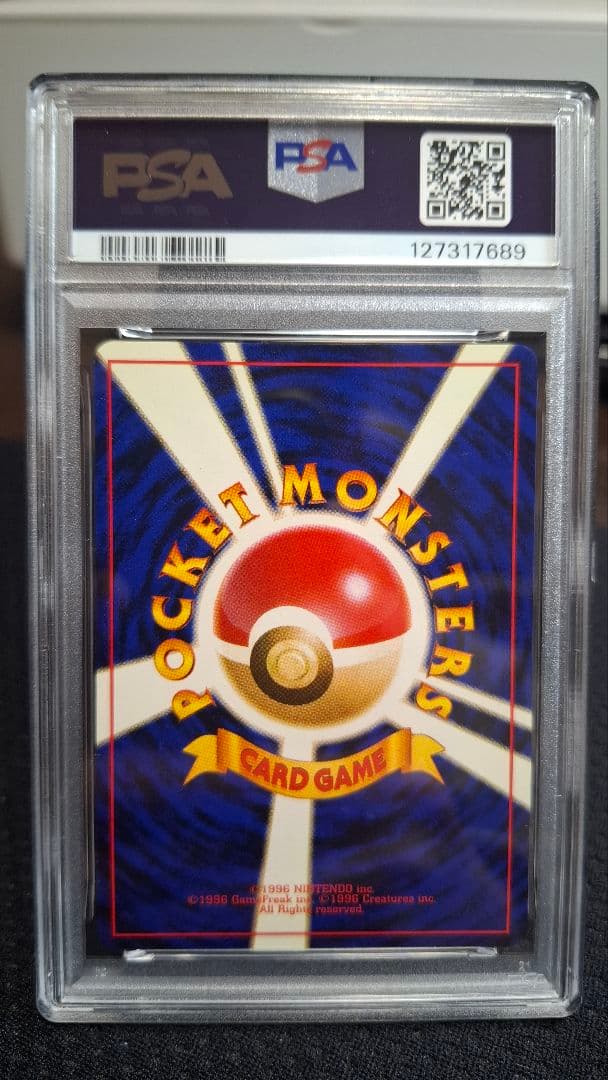 PSA
PSA
127317689
POCKET MONSTERS
CARD GAME
©1996 NINTENDO inc.
©1996 GameFreak inc. ©1996 Creatures inc.
All Rights reserved.